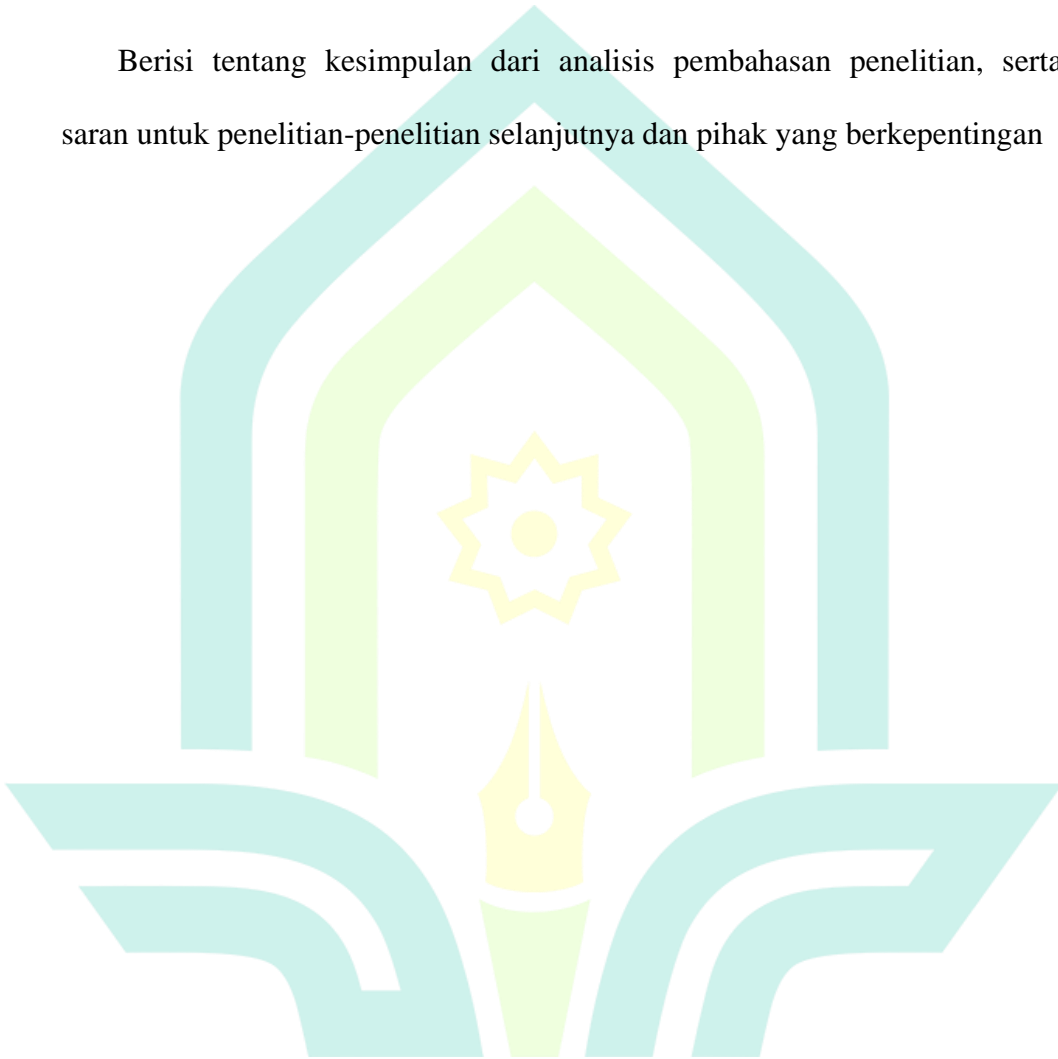 Berisi tentang kesimpulan dari analisis pembahasan penelitian, serta
saran untuk penelitian-penelitian selanjutnya dan pihak yang berkepentingan